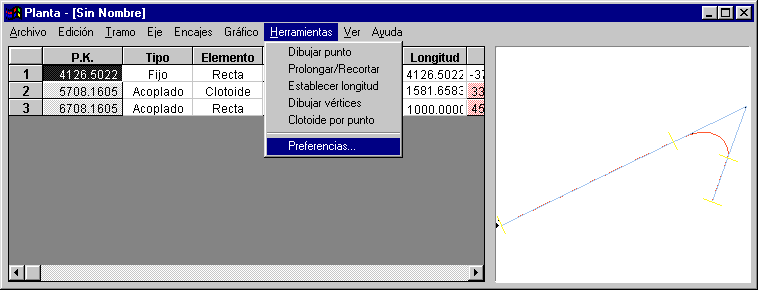 Planta - [Sin Nombre]
Archivo Edición Tramo Eje Encajes Gráfico Herramientas Ver Ayuda
P.K. Tipo Elemento Longitud
1 4126.5022 Fijo Recta 4126.5022 -37
2 5708.1605 Acoplado Clotoide 1581.6583 33
3 6708.1605 Acoplado Recta 1000.0000 45
Dibujar punto
Prolongar/Recortar
Establecer longitud
Dibujar vértices
Clotoide por punto
Preferencias...